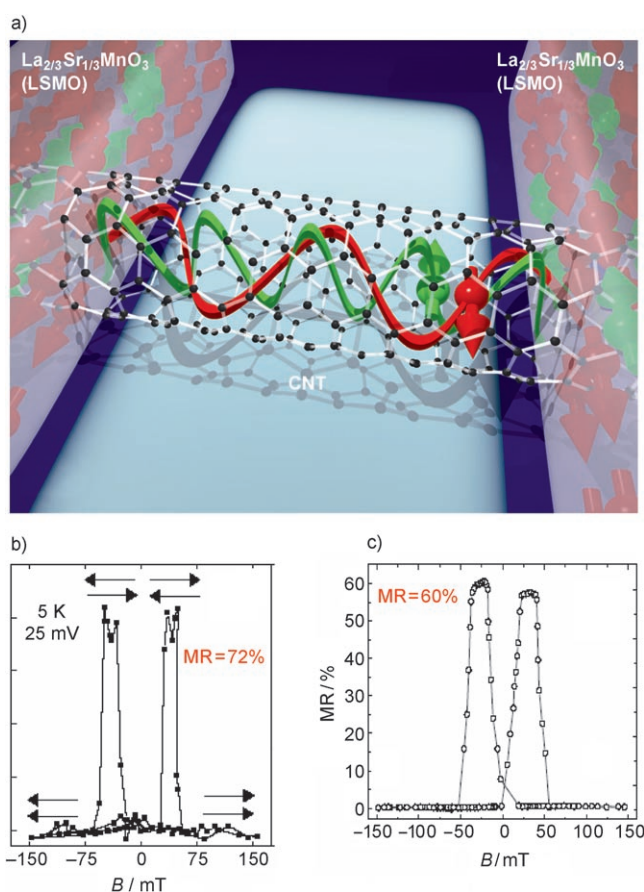 a)
La2/3Sr1/3MnO3
(LSMO)
La2/3Sr1/3MnO3
(LSMO)
CNT
b)
5 K
25 mV
MR=72%
−150
−75
0
75
150
B / mT
c)
MR=60%
MR / %
60
50
40
30
20
10
0
−150
−100
−50
0
50
100
150
B / mT